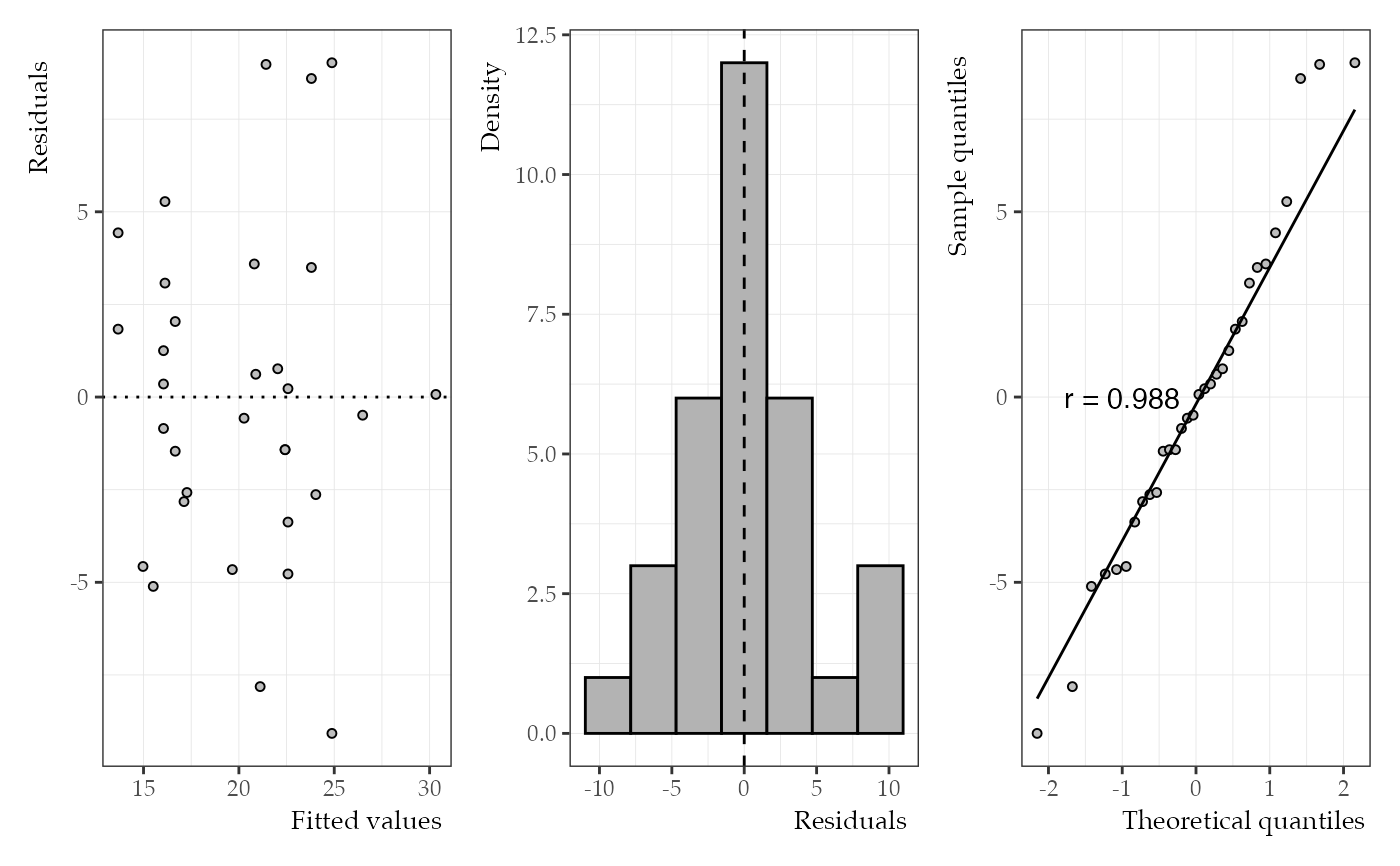 Residuals
5
0
-5
15 20 25 30
Fitted values
Density
12.5
10.0
7.5
5.0
2.5
0.0
-10 -5 0 5 10
Residuals
Sample quantiles
5
0
-5
r = 0.988
-2 -1 0 1 2
Theoretical quantiles